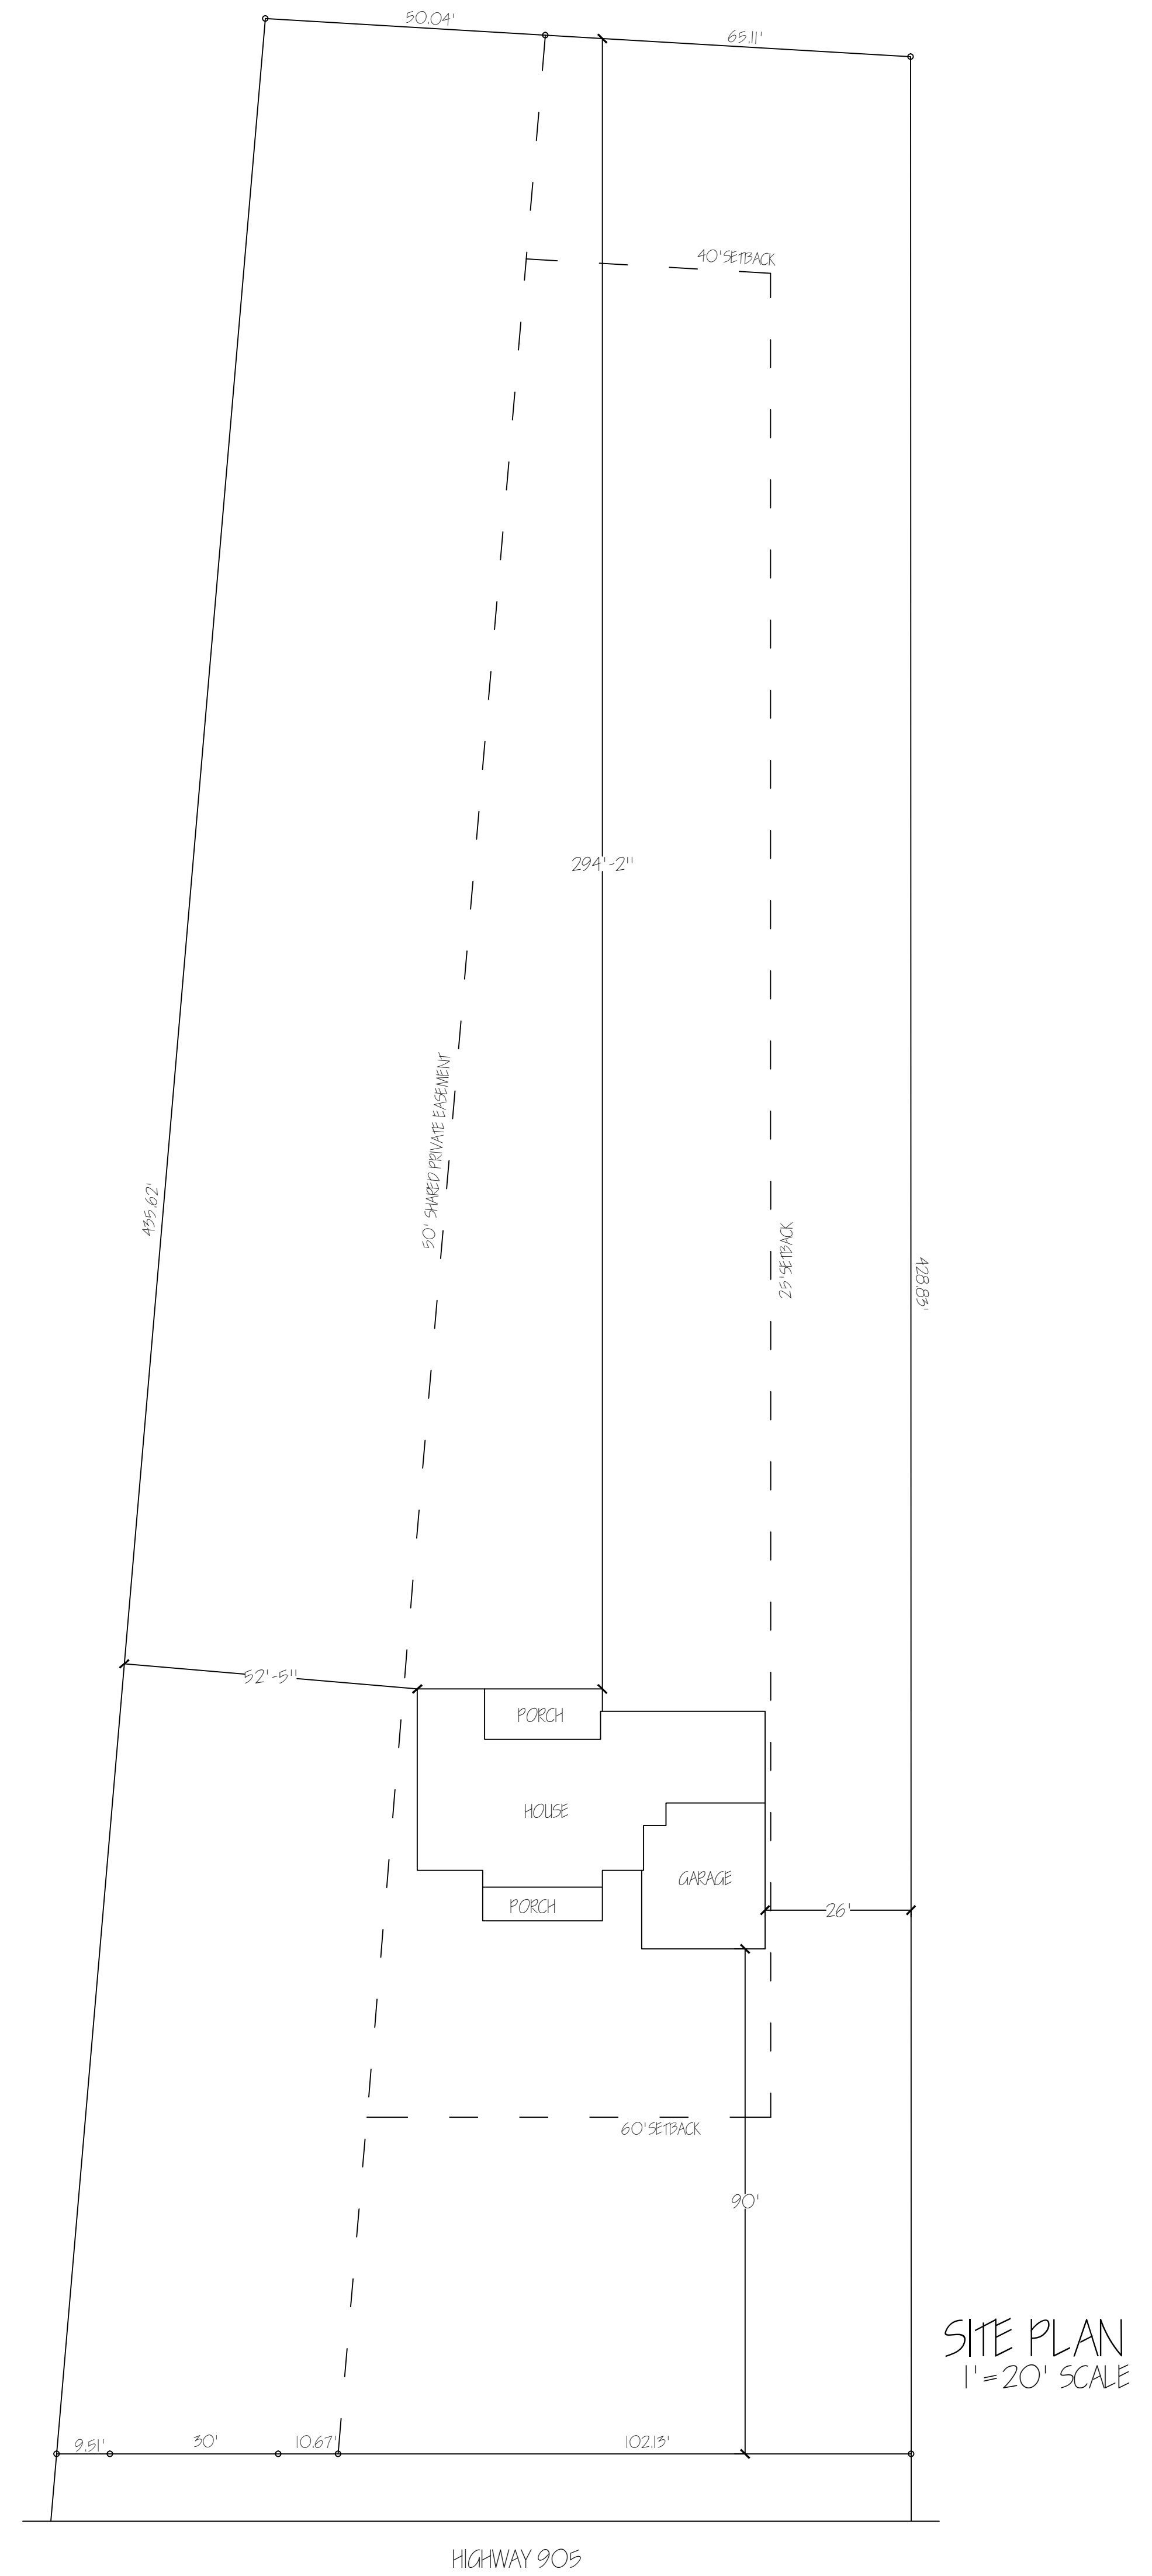 50.04'
65.11'
40' SETBACK
294'-2"
50' SHARED PRIVATE EASEMENT
435.62'
25' SETBACK
428.83'
52'-5"
PORCH
HOUSE
GARAGE
PORCH
26'
60' SETBACK
90'
SITE PLAN
1'=20' SCALE
9.51'
30'
10.67'
102.13'
HIGHWAY 905